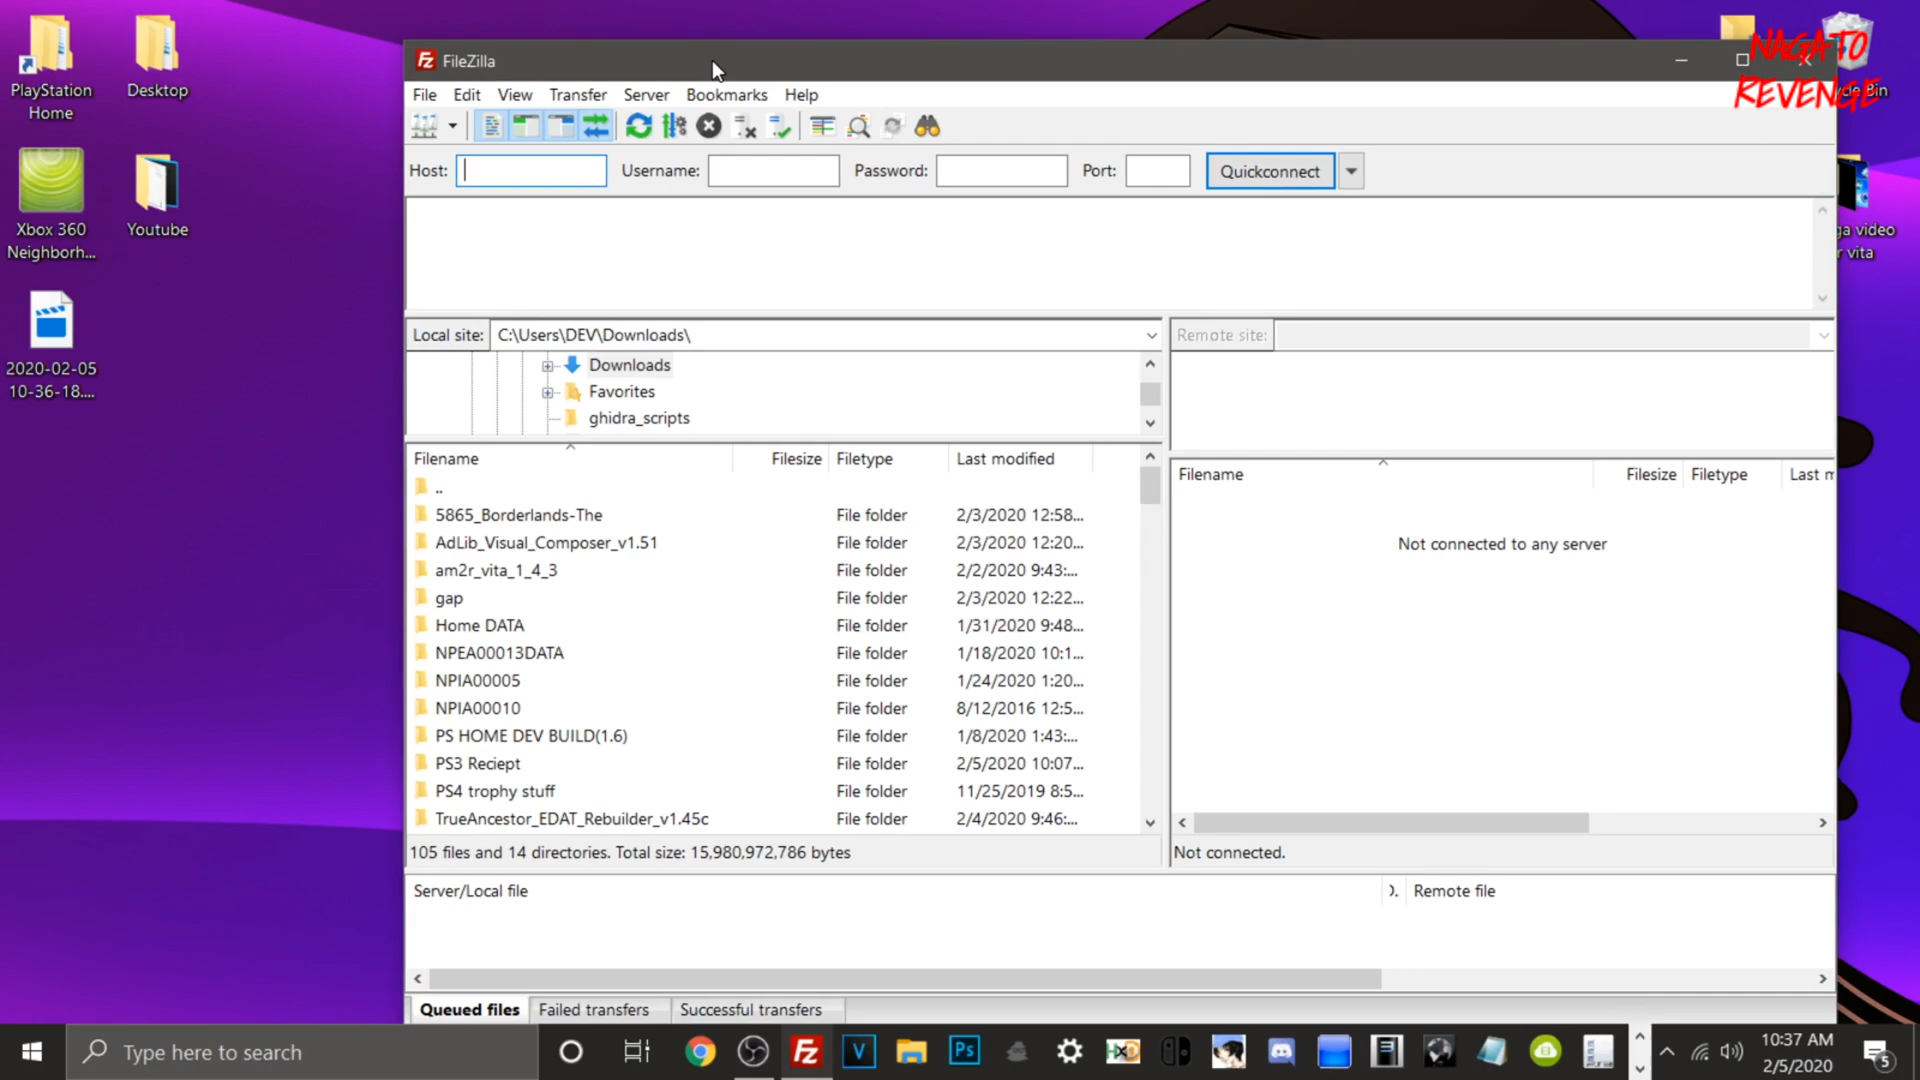 PlayStation
Home
Desktop
Xbox 360
Neighborh...
Youtube
2020-02-05
10-36-18....
NAGATO
REVENGE
ycle Bin
ga video
r vita
FileZilla
File Edit View Transfer Server Bookmarks Help
Host: Username: Password: Port: Quickconnect
Local site: C:\Users\DEV\Downloads\
Remote site:
Downloads
Favorites
ghidra_scripts
Filename Filesize Filetype Last modified
..
5865_Borderlands-The File folder 2/3/2020 12:58...
AdLib_Visual_Composer_v1.51 File folder 2/3/2020 12:20...
am2r_vita_1_4_3 File folder 2/2/2020 9:43:...
gap File folder 2/3/2020 12:22...
Home DATA File folder 1/31/2020 9:48...
NPEA00013DATA File folder 1/18/2020 10:1...
NPIA00005 File folder 1/24/2020 1:20...
NPIA00010 File folder 8/12/2016 12:5...
PS HOME DEV BUILD(1.6) File folder 1/8/2020 1:43:...
PS3 Reciept File folder 2/5/2020 10:07...
PS4 trophy stuff File folder 11/25/2019 8:5...
TrueAncestor_EDAT_Rebuilder_v1.45c File folder 2/4/2020 9:46:...
105 files and 14 directories. Total size: 15,980,972,786 bytes
Filename Filesize Filetype Last m
Not connected to any server
Not connected.
Server/Local file ). Remote file
Queued files Failed transfers Successful transfers
Type here to search
10:37 AM
2/5/2020
5